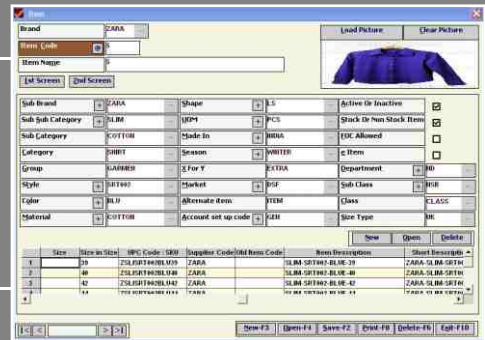 Item
Brand ZARA Load Picture Clear Picture
Item Code S
Item Name S
1st Screen 2nd Screen
Sub Brand + ZARA Shape + LS Active Or Inactive
Sub Sub Category + SLIM UOM + PCS Stock Or Non Stock Item
Sub Category COTTON Made In + INDIA FOC Allowed
Category SHIRT Season + WINTER e Item
Group GARMEN X For Y EXTRA Department + HD
Style + SRT002 Market + DSF Sub Class + HSR
Color + BLU Alternate item ITEM Class CLASS
Material + COTTON Account set up code + GEN Size Type UK
New Open Delete
Size Size in Size UPC Code : SKU Supplier Code Old Item Code Item Description Short Descriptio
1 39 ZSLISRT002BLU39 ZARA SLIM-SRT002-BLUE-39 ZARA-SLIM-SRT0
2 40 ZSLISRT002BLU40 ZARA SLIM-SRT002-BLUE-40 ZARA-SLIM-SRT0
3 42 ZSLISRT002BLU42 ZARA SLIM-SRT002-BLUE-42 ZARA-SLIM-SRT0
|< < > >| New-F3 Open-F4 Save-F2 Print-F8 Delete-F6 Exit-F10